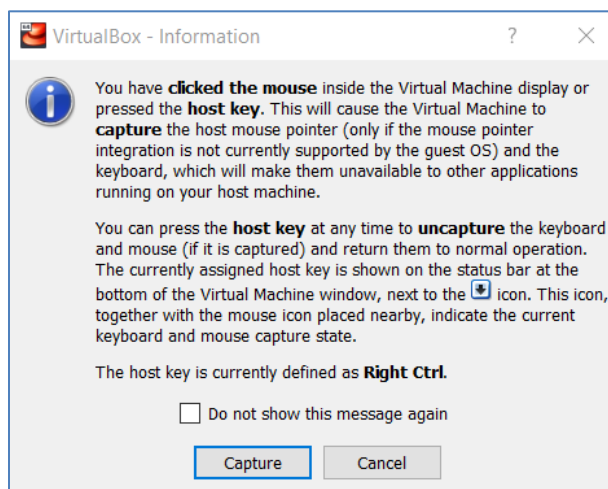 VirtualBox - Information
You have clicked the mouse inside the Virtual Machine display or
pressed the host key. This will cause the Virtual Machine to
capture the host mouse pointer (only if the mouse pointer
integration is not currently supported by the guest OS) and the
keyboard, which will make them unavailable to other applications
running on your host machine.
You can press the host key at any time to uncapture the keyboard
and mouse (if it is captured) and return them to normal operation.
The currently assigned host key is shown on the status bar at the
bottom of the Virtual Machine window, next to the icon. This icon,
together with the mouse icon placed nearby, indicate the current
keyboard and mouse capture state.
The host key is currently defined as Right Ctrl.
Do not show this message again
Capture Cancel